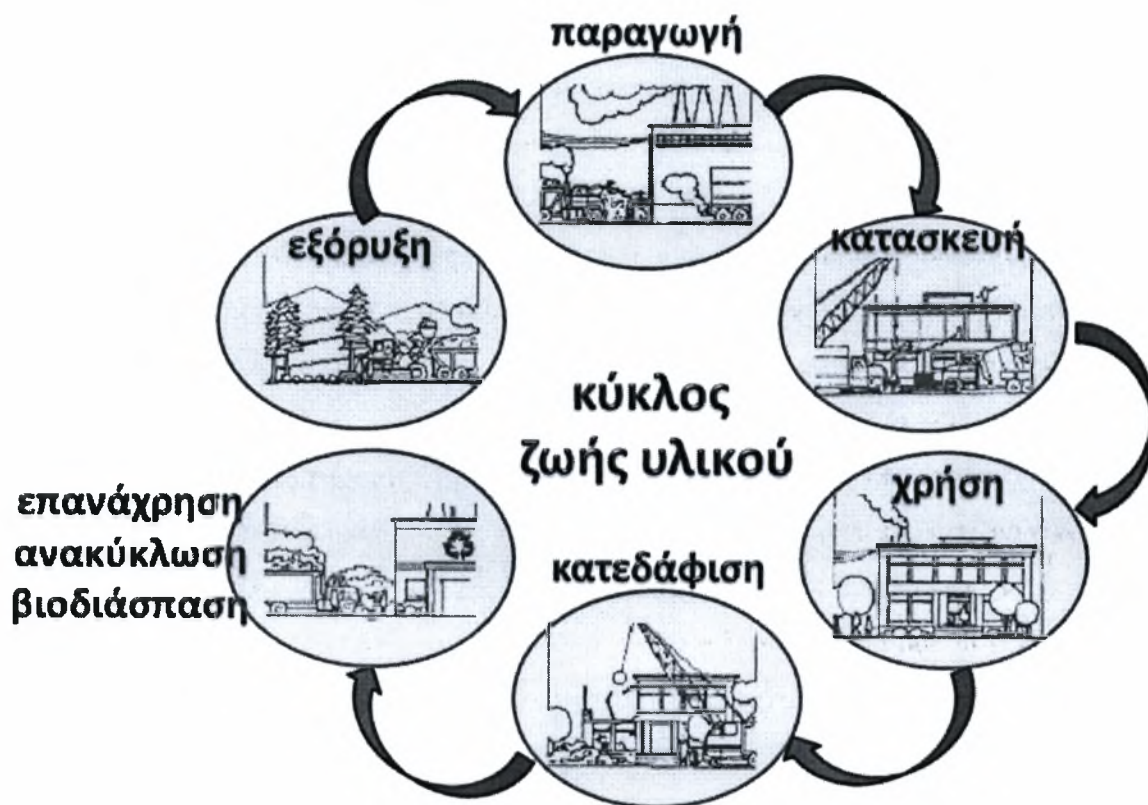 παραγωγή
εξόρυξη
κατασκευή
κύκλος
ζωής υλικού
χρήση
επανάχρηση
ανακύκλωση
βιοδιάσπαση
κατεδάφιση